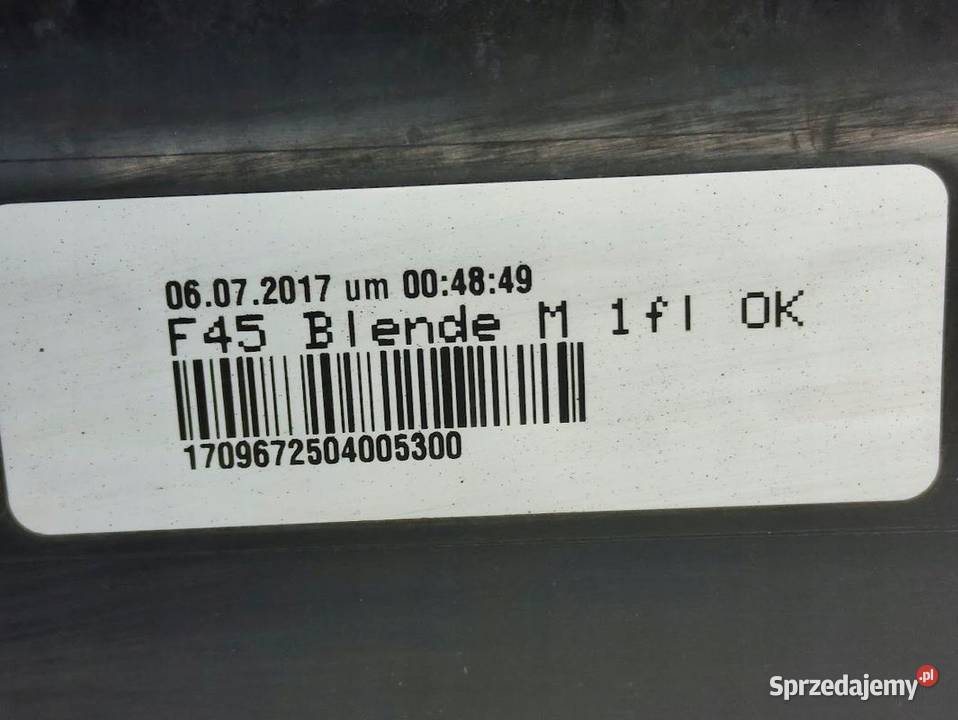 06.07.2017 um 00:48:49
F45 Blende M 1fl OK
1709672504005300
Sprzedajemy.pl